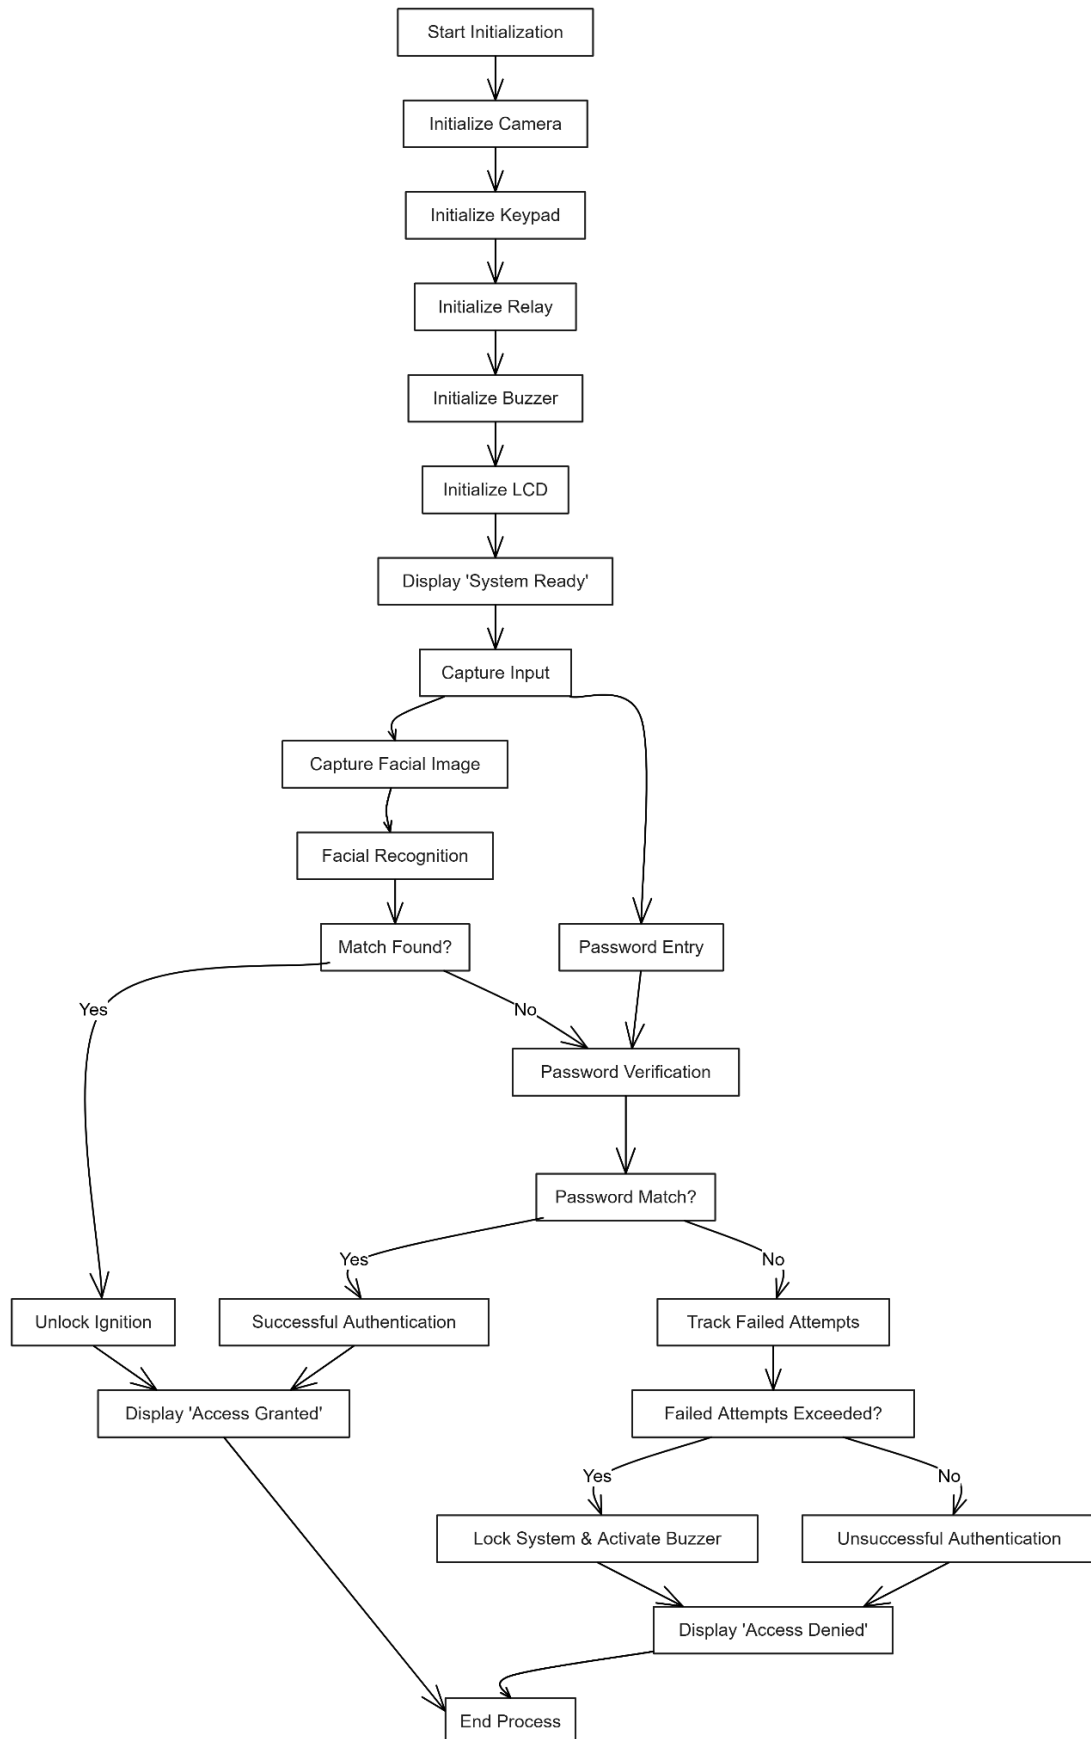 Start Initialization
Initialize Camera
Initialize Keypad
Initialize Relay
Initialize Buzzer
Initialize LCD
Display 'System Ready'
Capture Input
Capture Facial Image
Facial Recognition
Match Found?
Password Entry
Yes
No
Password Verification
Password Match?
Yes
No
Unlock Ignition
Successful Authentication
Track Failed Attempts
Display 'Access Granted'
Failed Attempts Exceeded?
Yes
No
Lock System & Activate Buzzer
Unsuccessful Authentication
Display 'Access Denied'
End Process